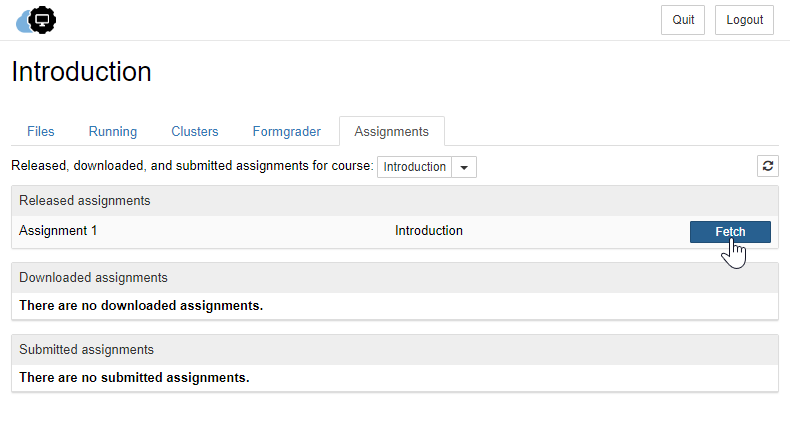 Quit Logout
Introduction
Files Running Clusters Formgrader Assignments
Released, downloaded, and submitted assignments for course: Introduction
Released assignments
Assignment 1 Introduction Fetch
Downloaded assignments
There are no downloaded assignments.
Submitted assignments
There are no submitted assignments.